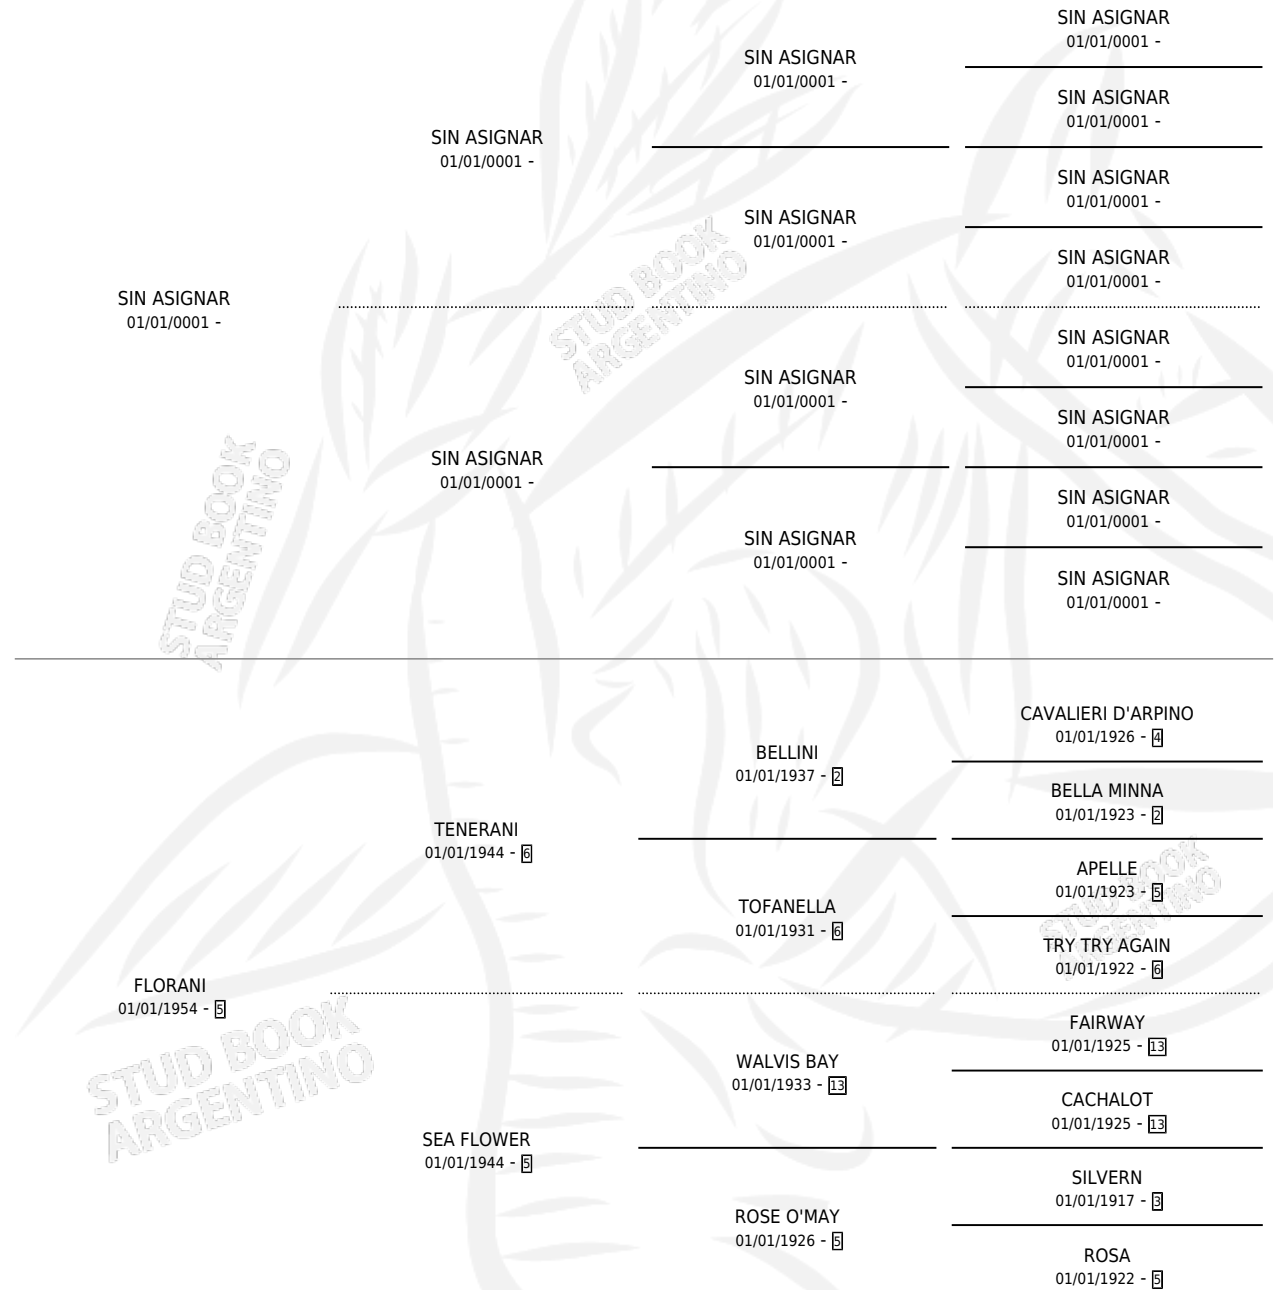 SIN ASIGNAR
01/01/0001 -
SIN ASIGNAR
01/01/0001 -
SIN ASIGNAR
01/01/0001 -
SIN ASIGNAR
01/01/0001 -
SIN ASIGNAR
01/01/0001 -
SIN ASIGNAR
01/01/0001 -
SIN ASIGNAR
01/01/0001 -
SIN ASIGNAR
01/01/0001 -
SIN ASIGNAR
01/01/0001 -
SIN ASIGNAR
01/01/0001 -
SIN ASIGNAR
01/01/0001 -
SIN ASIGNAR
01/01/0001 -
SIN ASIGNAR
01/01/0001 -
SIN ASIGNAR
01/01/0001 -
SIN ASIGNAR
01/01/0001 -
STUD BOOK
ARGENTINO
STUD BOOK
ARGENTINO
FLORANI
01/01/1954 - 5
TENERANI
01/01/1944 - 6
SEA FLOWER
01/01/1944 - 5
BELLINI
01/01/1937 - 2
TOFANELLA
01/01/1931 - 6
WALVIS BAY
01/01/1933 - 13
ROSE O'MAY
01/01/1926 - 5
CAVALIERI D'ARPINO
01/01/1926 - 4
BELLA MINNA
01/01/1923 - 2
APELLE
01/01/1923 - 5
TRY TRY AGAIN
01/01/1922 - 6
FAIRWAY
01/01/1925 - 13
CACHALOT
01/01/1925 - 13
SILVERN
01/01/1917 - 3
ROSA
01/01/1922 - 5
STUD BOOK
ARGENTINO
STUD BOOK
ARGENTINO